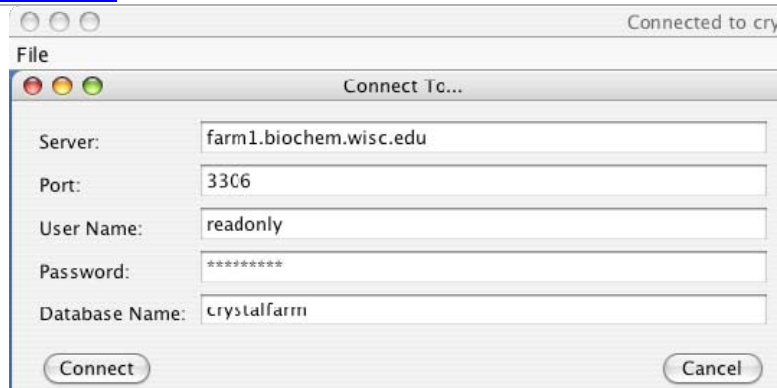 Connected to cry
File
Connect To...
Server: farm1.biochem.wisc.edu
Port: 3306
User Name: readonly
Password: *********
Database Name: crystalfarm
Connect Cancel